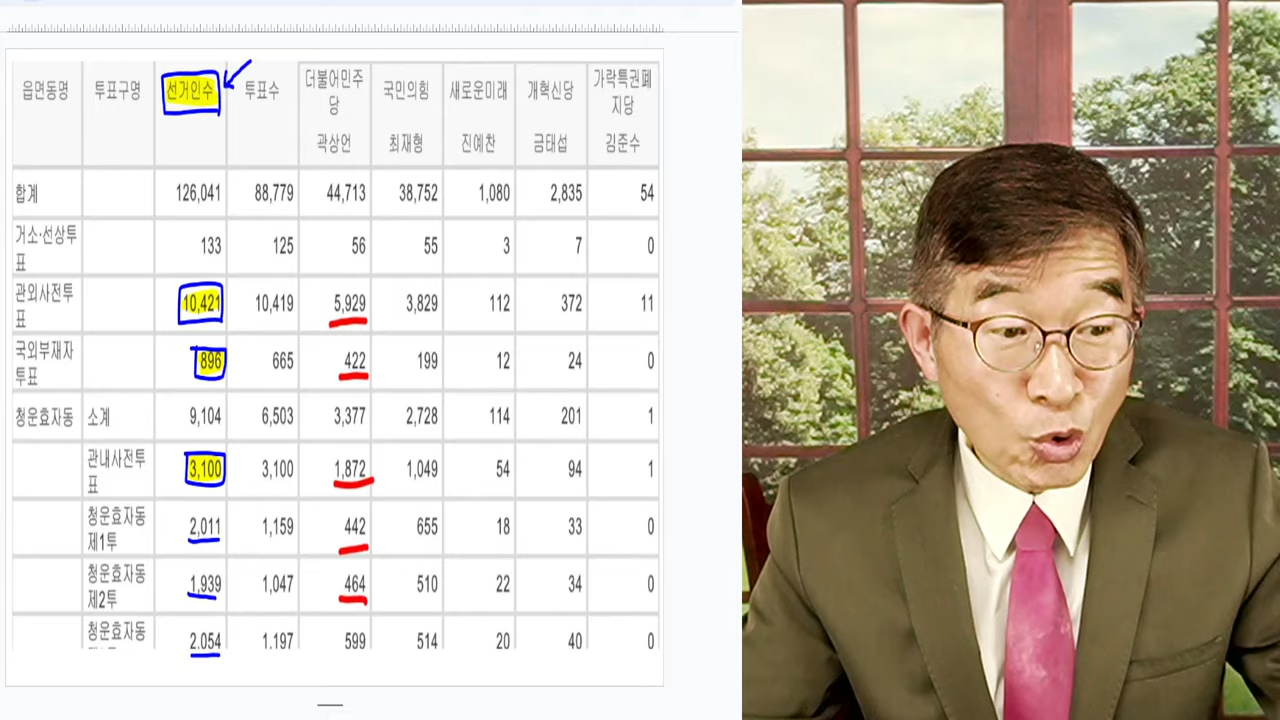 읍면동명 투표구명 선거인수 투표수 더불어민주당 곽상언 국민의힘 최재형 새로운미래 진예찬 개혁신당 금태섭 가락특권폐지당 김준수
합계 126,041 88,779 44,713 38,752 1,080 2,835 54
거소·선상투표 133 125 56 55 3 7 0
관외사전투표 10,421 10,419 5,929 3,829 112 372 11
국외부재자투표 896 665 422 199 12 24 0
청운효자동 소계 9,104 6,503 3,377 2,728 114 201 1
관내사전투표 3,100 3,100 1,872 1,049 54 94 1
청운효자동제1투 2,011 1,159 442 655 18 33 0
청운효자동제2투 1,939 1,047 464 510 22 34 0
청운효자동 2,054 1,197 599 514 20 40 0